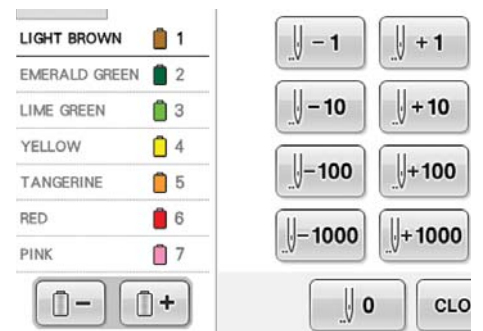 LIGHT BROWN 1
EMERALD GREEN 2
LIME GREEN 3
YELLOW 4
TANGERINE 5
RED 6
PINK 7
-
+
-1
+1
-10
+10
-100
+100
-1000
+1000
0
CLO